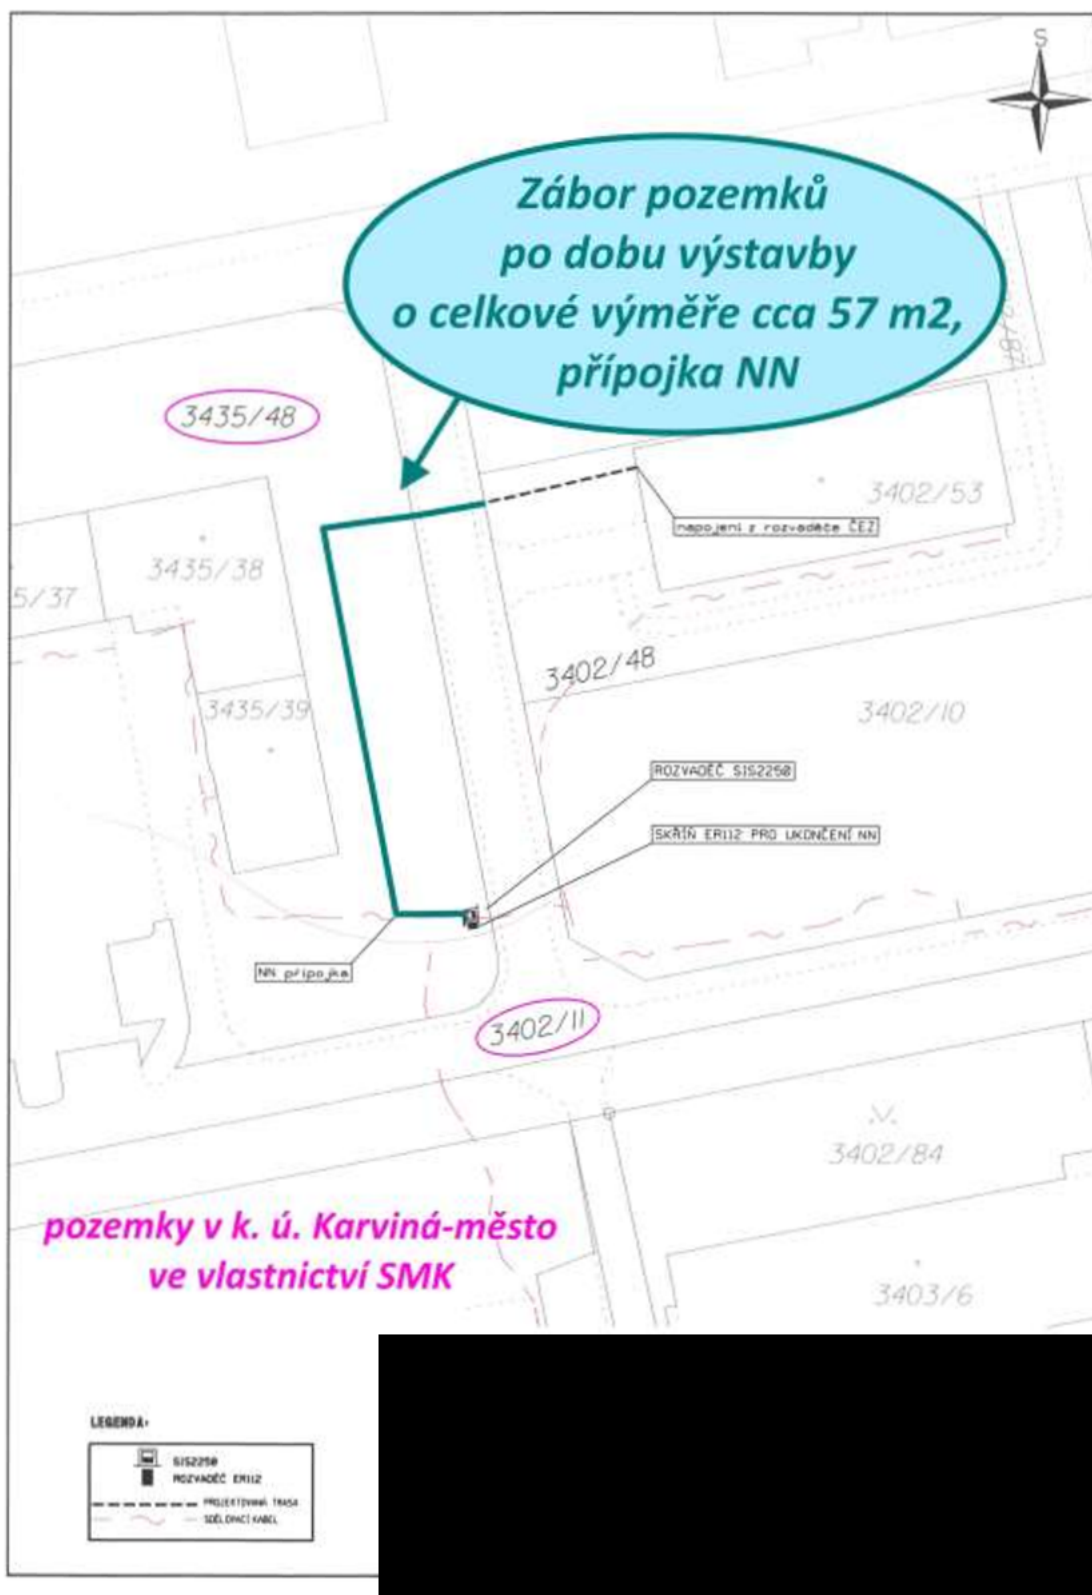 S
Zábor pozemků
po dobu výstavby
o celkové výměře cca 57 m2,
přípojka NN
3435/48
3402/53
napojení z rozvaděče ČEZ
3435/38
5/37
3402/48
3435/39
3402/10
ROZVADĚČ SIS2250
SKŘÍŇ ER112 PRO UKONČENÍ NN
NN přípojka
3402/11
3402/84
pozemky v k. ú. Karviná-město
ve vlastnictví SMK
3403/6
LEGENDA:
SIS2250
ROZVADĚČ ER112
PROJEKTOVANÁ TRASA
SDĚLOVACÍ KABEL